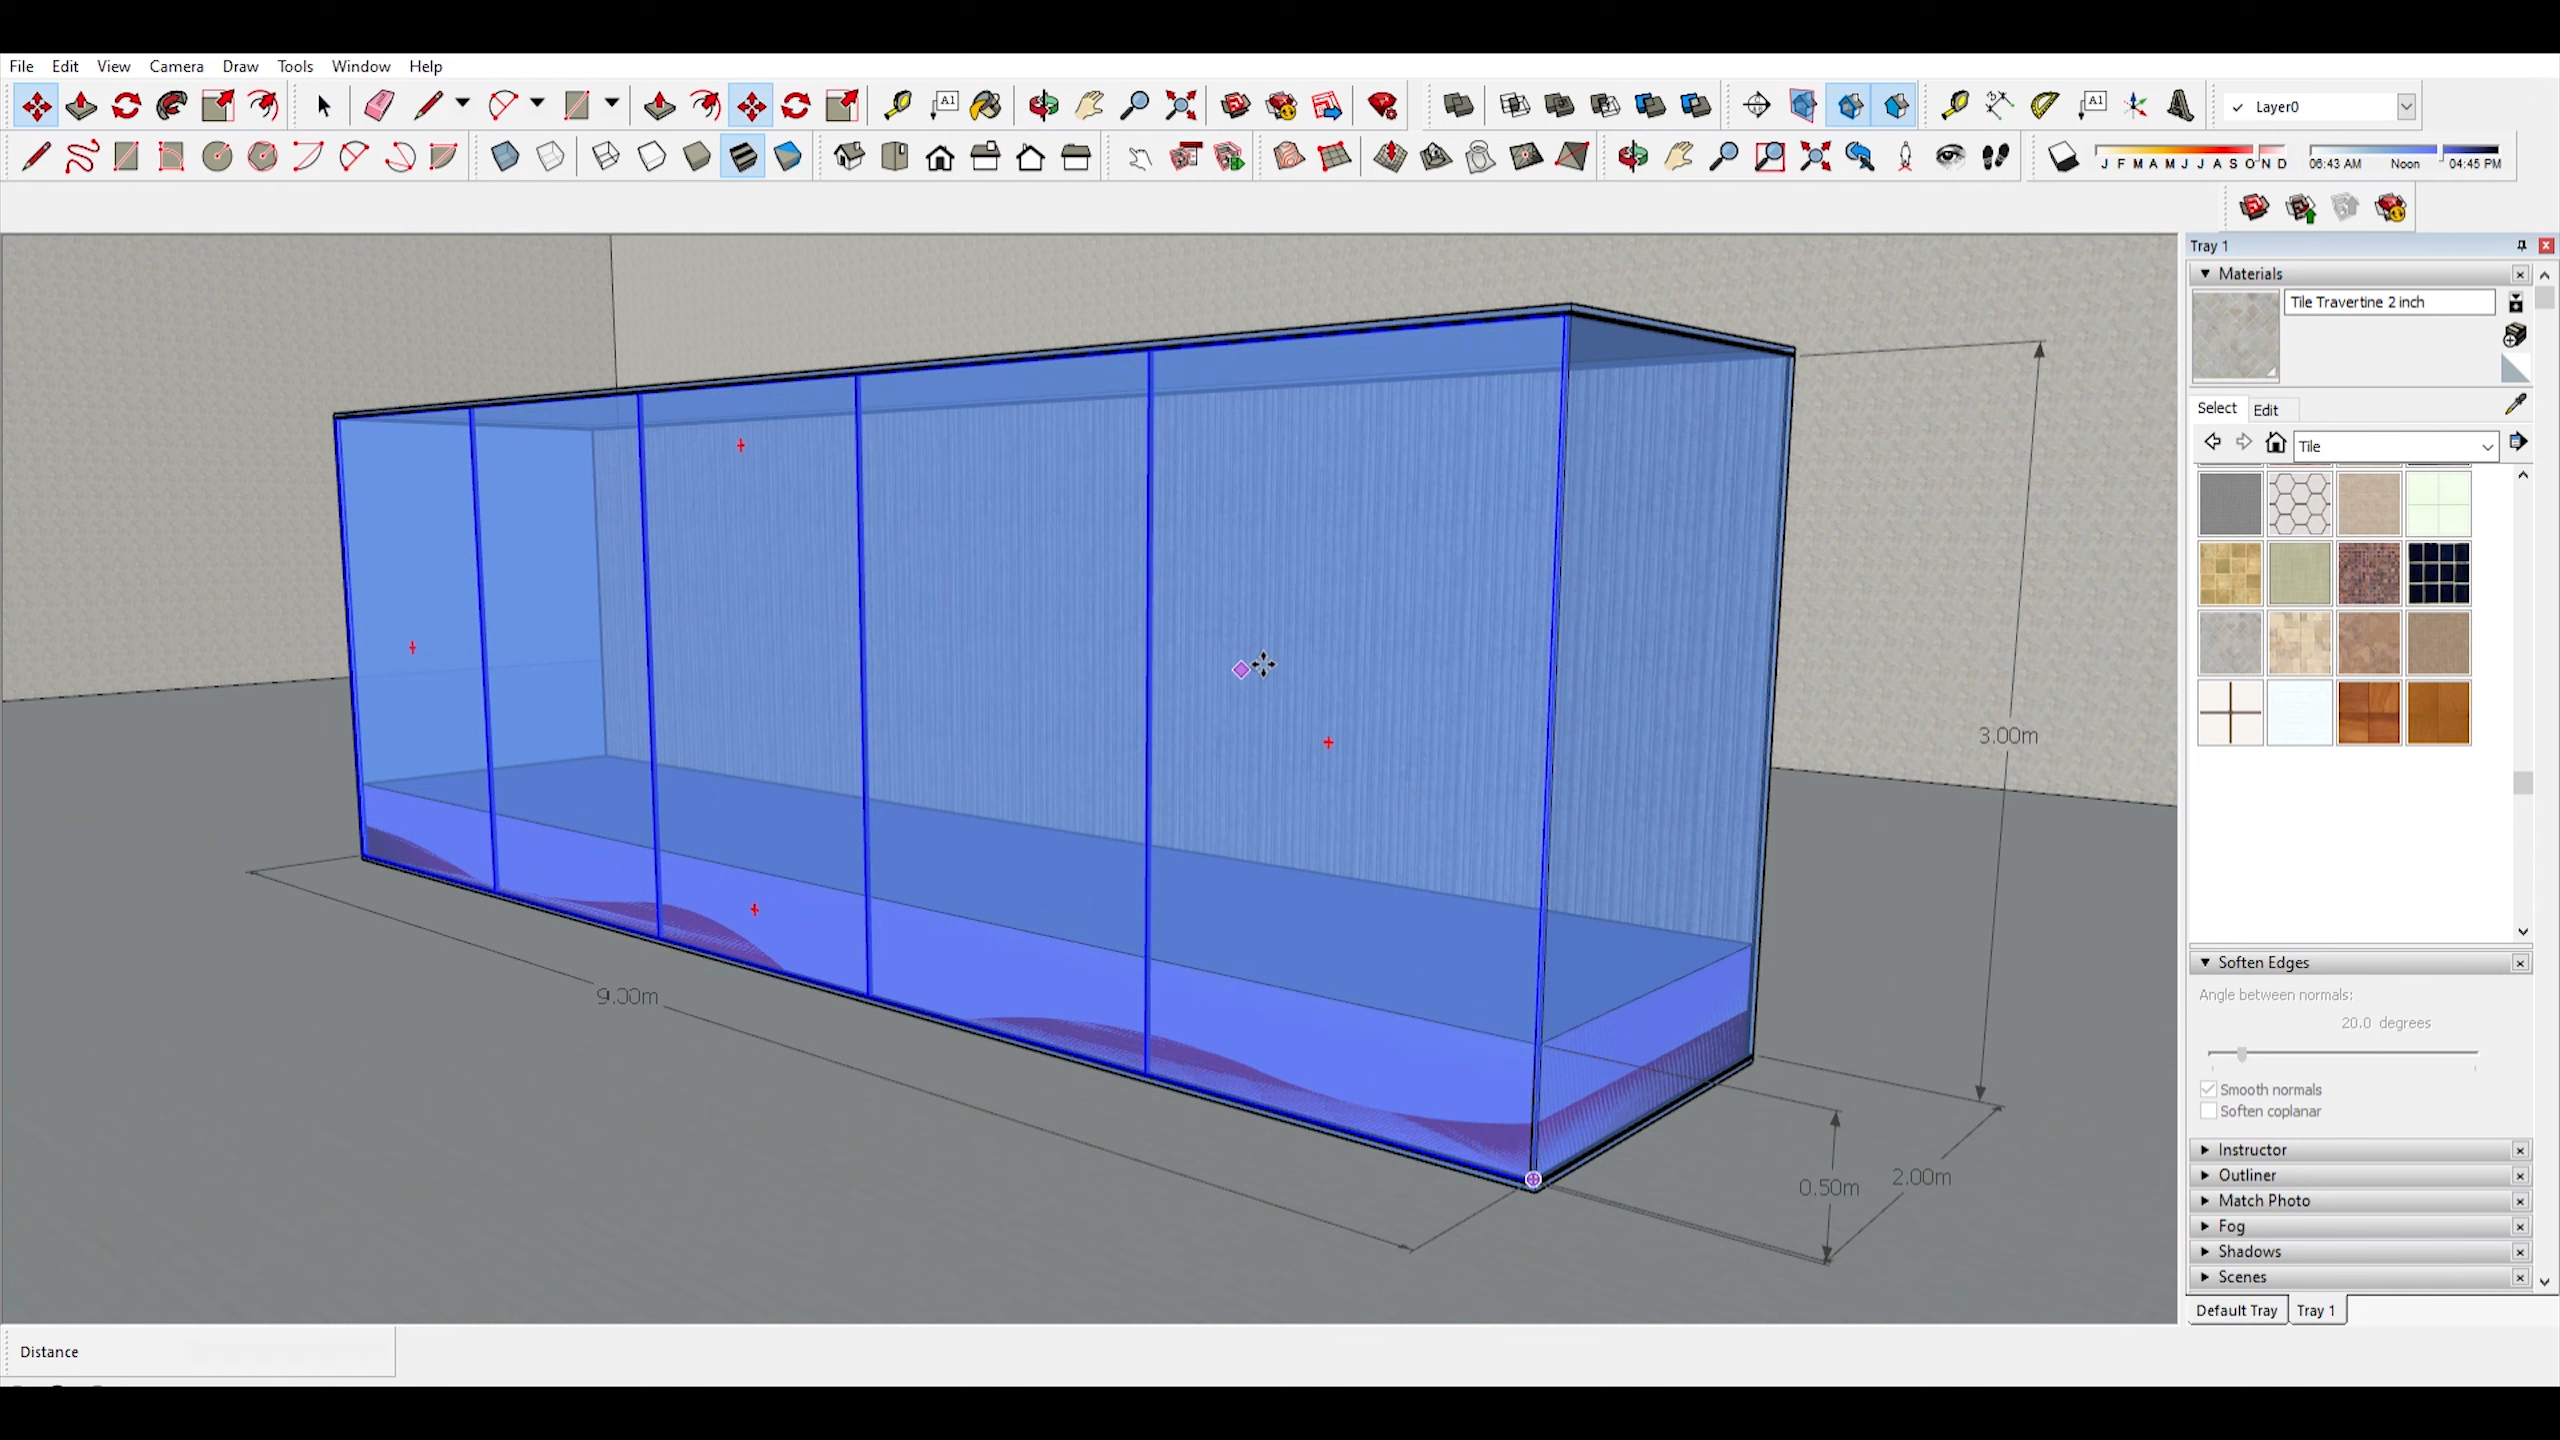 File Edit View Camera Draw Tools Window Help
A1
A1
Layer0
J F M A M J J A S O N D
06:43 AM Noon 04:45 PM
Tray 1
Materials
Tile Travertine 2 inch
Select Edit
Tile
3.00m
9.00m
0.50m
2.00m
Soften Edges
Angle between normals:
20.0 degrees
Smooth normals
Soften coplanar
Instructor
Outliner
Match Photo
Fog
Shadows
Scenes
Default Tray Tray 1
Distance